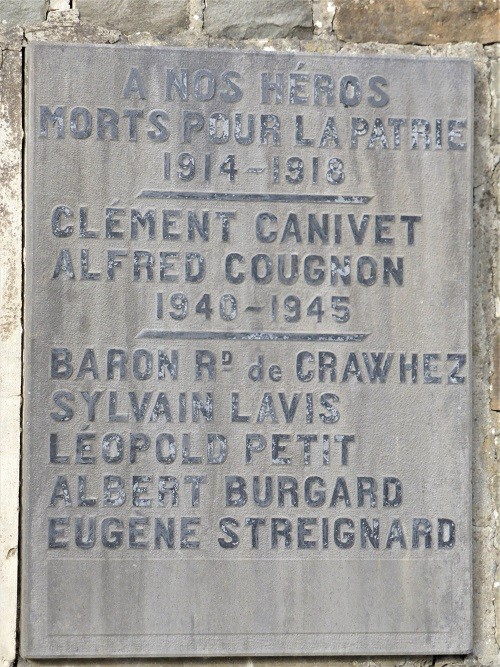 A NOS HÉROS
MORTS POUR LA PATRIE
1914-1918
CLÉMENT CANIVET
ALFRED COUGNON
1940-1945
BARON RD de CRAWHEZ
SYLVAIN LAVIS
LÉOPOLD PETIT
ALBERT BURGARD
EUGÈNE STREIGNARD